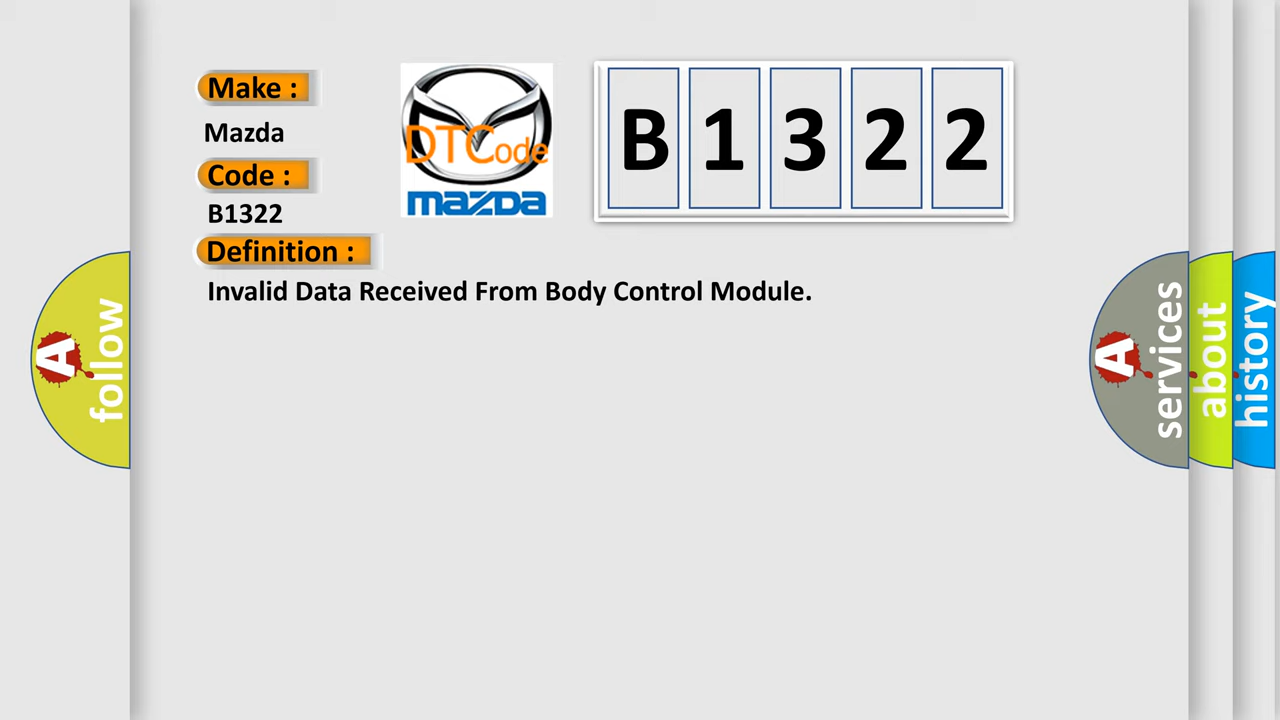 Make :
Mazda
Code :
B1322
Definition :
Invalid Data Received From Body Control Module.
DTCode
mazda
B 1 3 2 2
A follow
A services
about
history